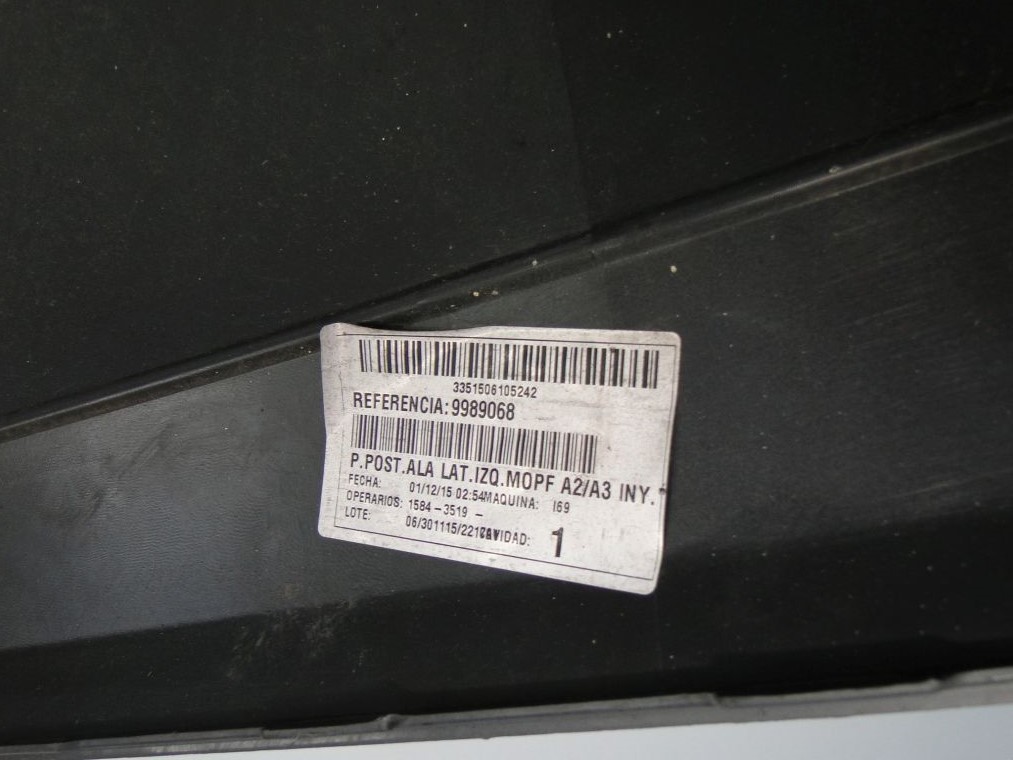 3351506105242
REFERENCIA:9989068
P.POST.ALA LAT.IZQ.MOPF A2/A3 INY.
FECHA: 01/12/15 02:54 MAQUINA: I69
OPERARIOS: 1584-3519 -
LOTE: 06/301115/221 CAVIDAD: 1